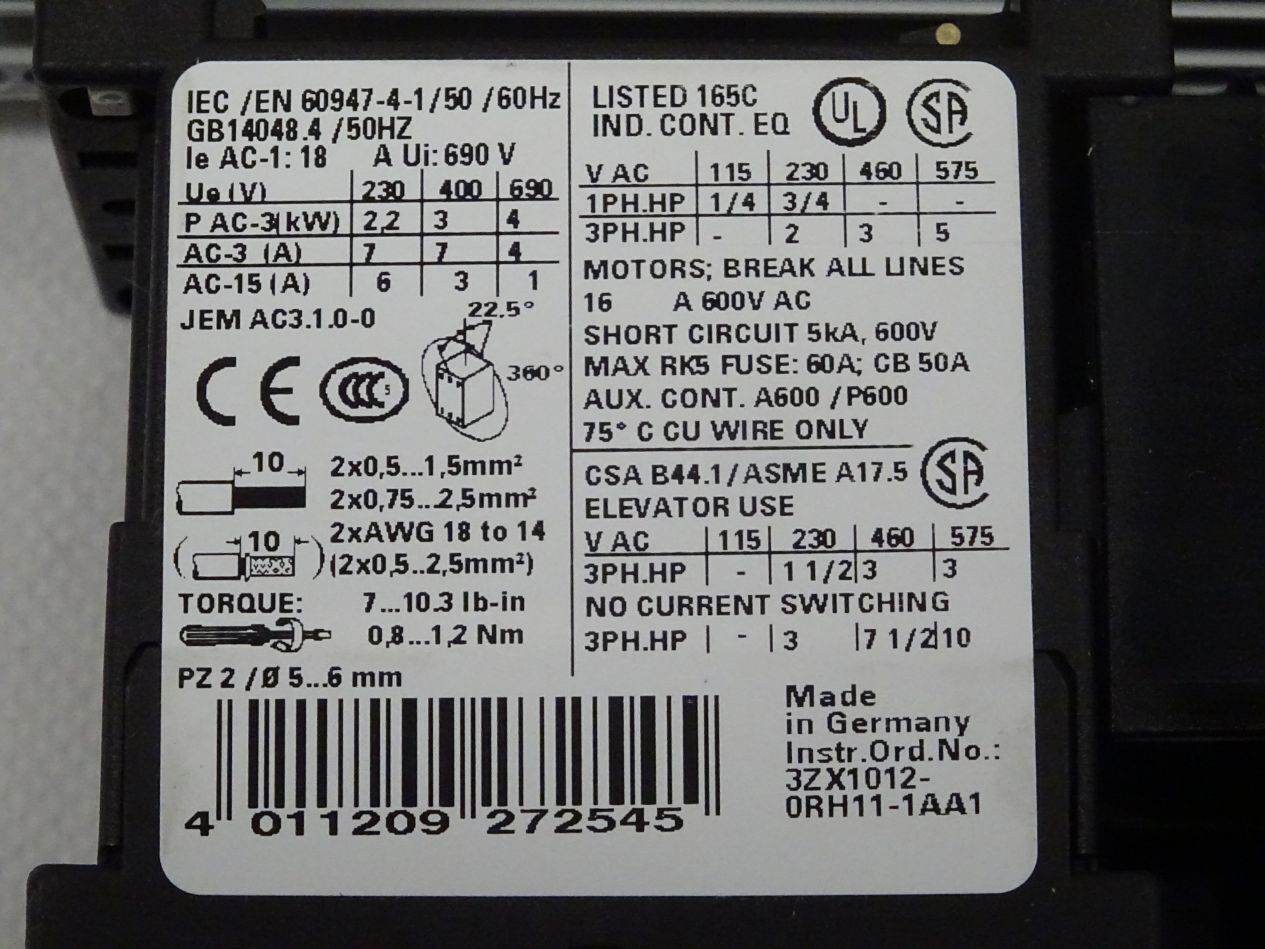 IEC /EN 60947-4-1/50 /60Hz
GB14048.4 /50HZ
Ie AC-1: 18 A Ui: 690 V
Ue (V) 230 400 690
P AC-3(kW) 2,2 3 4
AC-3 (A) 7 7 4
AC-15 (A) 6 3 1
JEM AC3.1.0-0
22.5°
360°
CE CCC S
10
2x0,5...1,5mm²
2x0,75...2,5mm²
2xAWG 18 to 14
(10)
(2x0,5..2,5mm²)
TORQUE: 7...10.3 lb-in
0,8...1,2 Nm
PZ 2 /Ø 5...6 mm
4 011209 272545
LISTED 165C
IND. CONT. EQ
UL SA
V AC 115 230 460 575
1PH.HP 1/4 3/4 - -
3PH.HP - 2 3 5
MOTORS; BREAK ALL LINES
16 A 600V AC
SHORT CIRCUIT 5kA, 600V
MAX RK5 FUSE: 60A; CB 50A
AUX. CONT. A600 /P600
75° C CU WIRE ONLY
CSA B44.1/ASME A17.5
SA
ELEVATOR USE
V AC 115 230 460 575
3PH.HP - 1 1/2 3 3
NO CURRENT SWITCHING
3PH.HP - 3 7 1/2 10
Made
in Germany
Instr.Ord.No.:
3ZX1012-
0RH11-1AA1